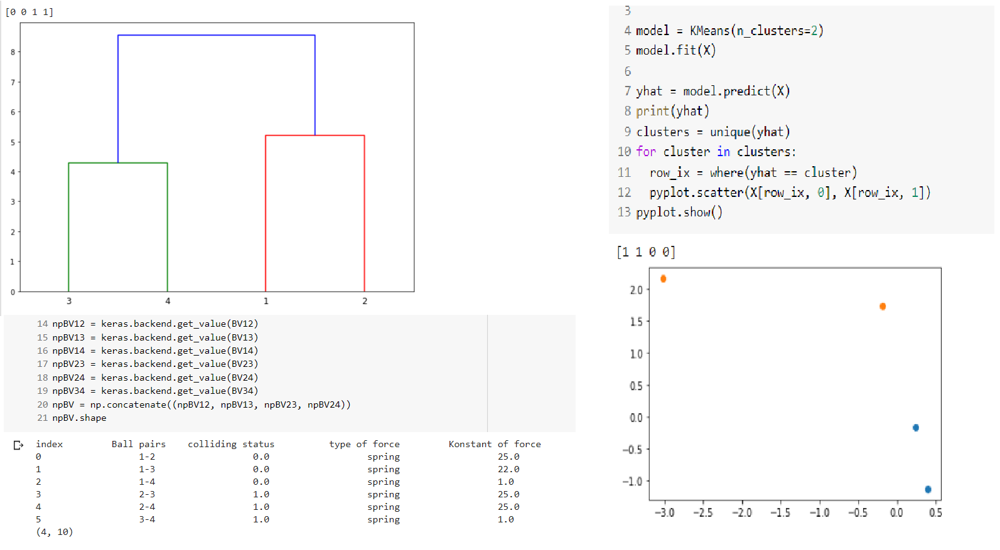 [0 0 1 1]
8
7
6
5
4
3
2
1
0
3 4 1 2
14 npBV12 = keras.backend.get_value(BV12)
15 npBV13 = keras.backend.get_value(BV13)
16 npBV14 = keras.backend.get_value(BV14)
17 npBV23 = keras.backend.get_value(BV23)
18 npBV24 = keras.backend.get_value(BV24)
19 npBV34 = keras.backend.get_value(BV34)
20 npBV = np.concatenate((npBV12, npBV13, npBV23, npBV24))
21 npBV.shape
index Ball pairs colliding status type of force Konstant of force
0 1-2 0.0 spring 25.0
1 1-3 0.0 spring 22.0
2 1-4 0.0 spring 1.0
3 2-3 1.0 spring 25.0
4 2-4 1.0 spring 25.0
5 3-4 1.0 spring 1.0
(4, 10)
3
4 model = KMeans(n_clusters=2)
5 model.fit(X)
6
7 yhat = model.predict(X)
8 print(yhat)
9 clusters = unique(yhat)
10 for cluster in clusters:
11 row_ix = where(yhat == cluster)
12 pyplot.scatter(X[row_ix, 0], X[row_ix, 1])
13 pyplot.show()
[1 1 0 0]
2.0
1.5
1.0
0.5
0.0
−0.5
−1.0
−3.0 −2.5 −2.0 −1.5 −1.0 −0.5 0.0 0.5